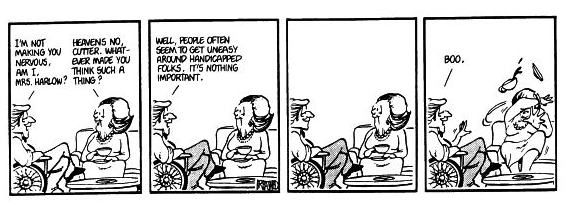 I'M NOT
MAKING YOU
NERVOUS,
AM I,
MRS. HARLOW?
HEAVENS NO,
CUTTER. WHAT-
EVER MADE YOU
THINK SUCH A
THING?
WELL, PEOPLE OFTEN
SEEM TO GET UNEASY
AROUND HANDICAPPED
FOLKS. IT'S NOTHING
IMPORTANT.
BOO.